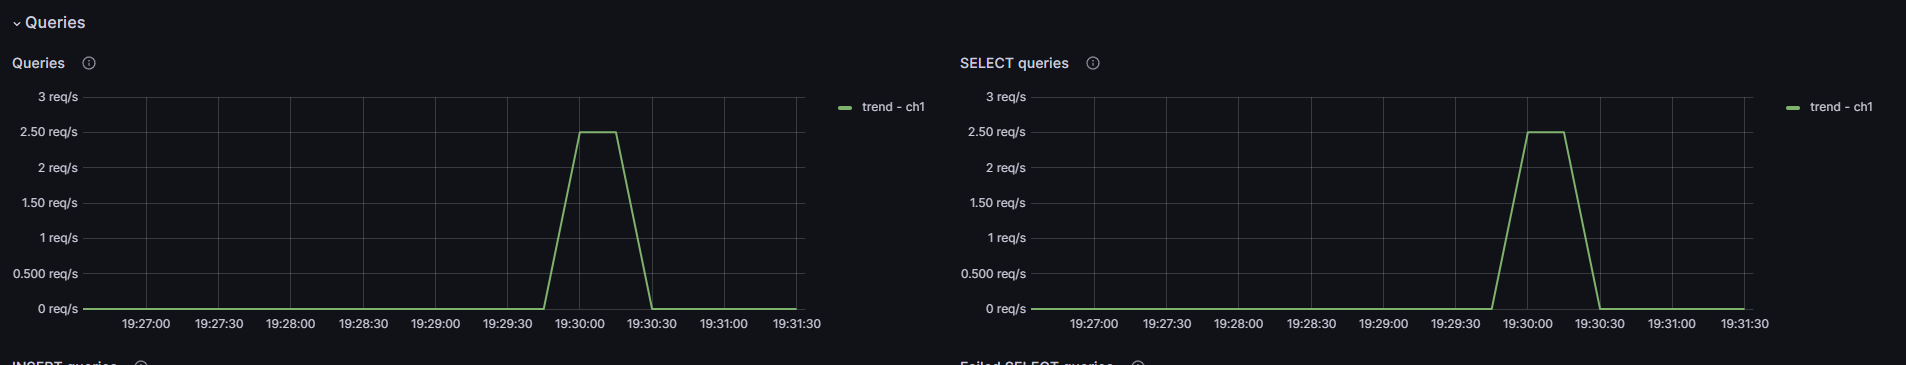 Queries
Queries
3 req/s
2.50 req/s
2 req/s
1.50 req/s
1 req/s
0.500 req/s
0 req/s
19:27:00 19:27:30 19:28:00 19:28:30 19:29:00 19:29:30 19:30:00 19:30:30 19:31:00 19:31:30
trend - ch1
SELECT queries
3 req/s
2.50 req/s
2 req/s
1.50 req/s
1 req/s
0.500 req/s
0 req/s
19:27:00 19:27:30 19:28:00 19:28:30 19:29:00 19:29:30 19:30:00 19:30:30 19:31:00 19:31:30
trend - ch1
INSERT queries
Failed SELECT queries